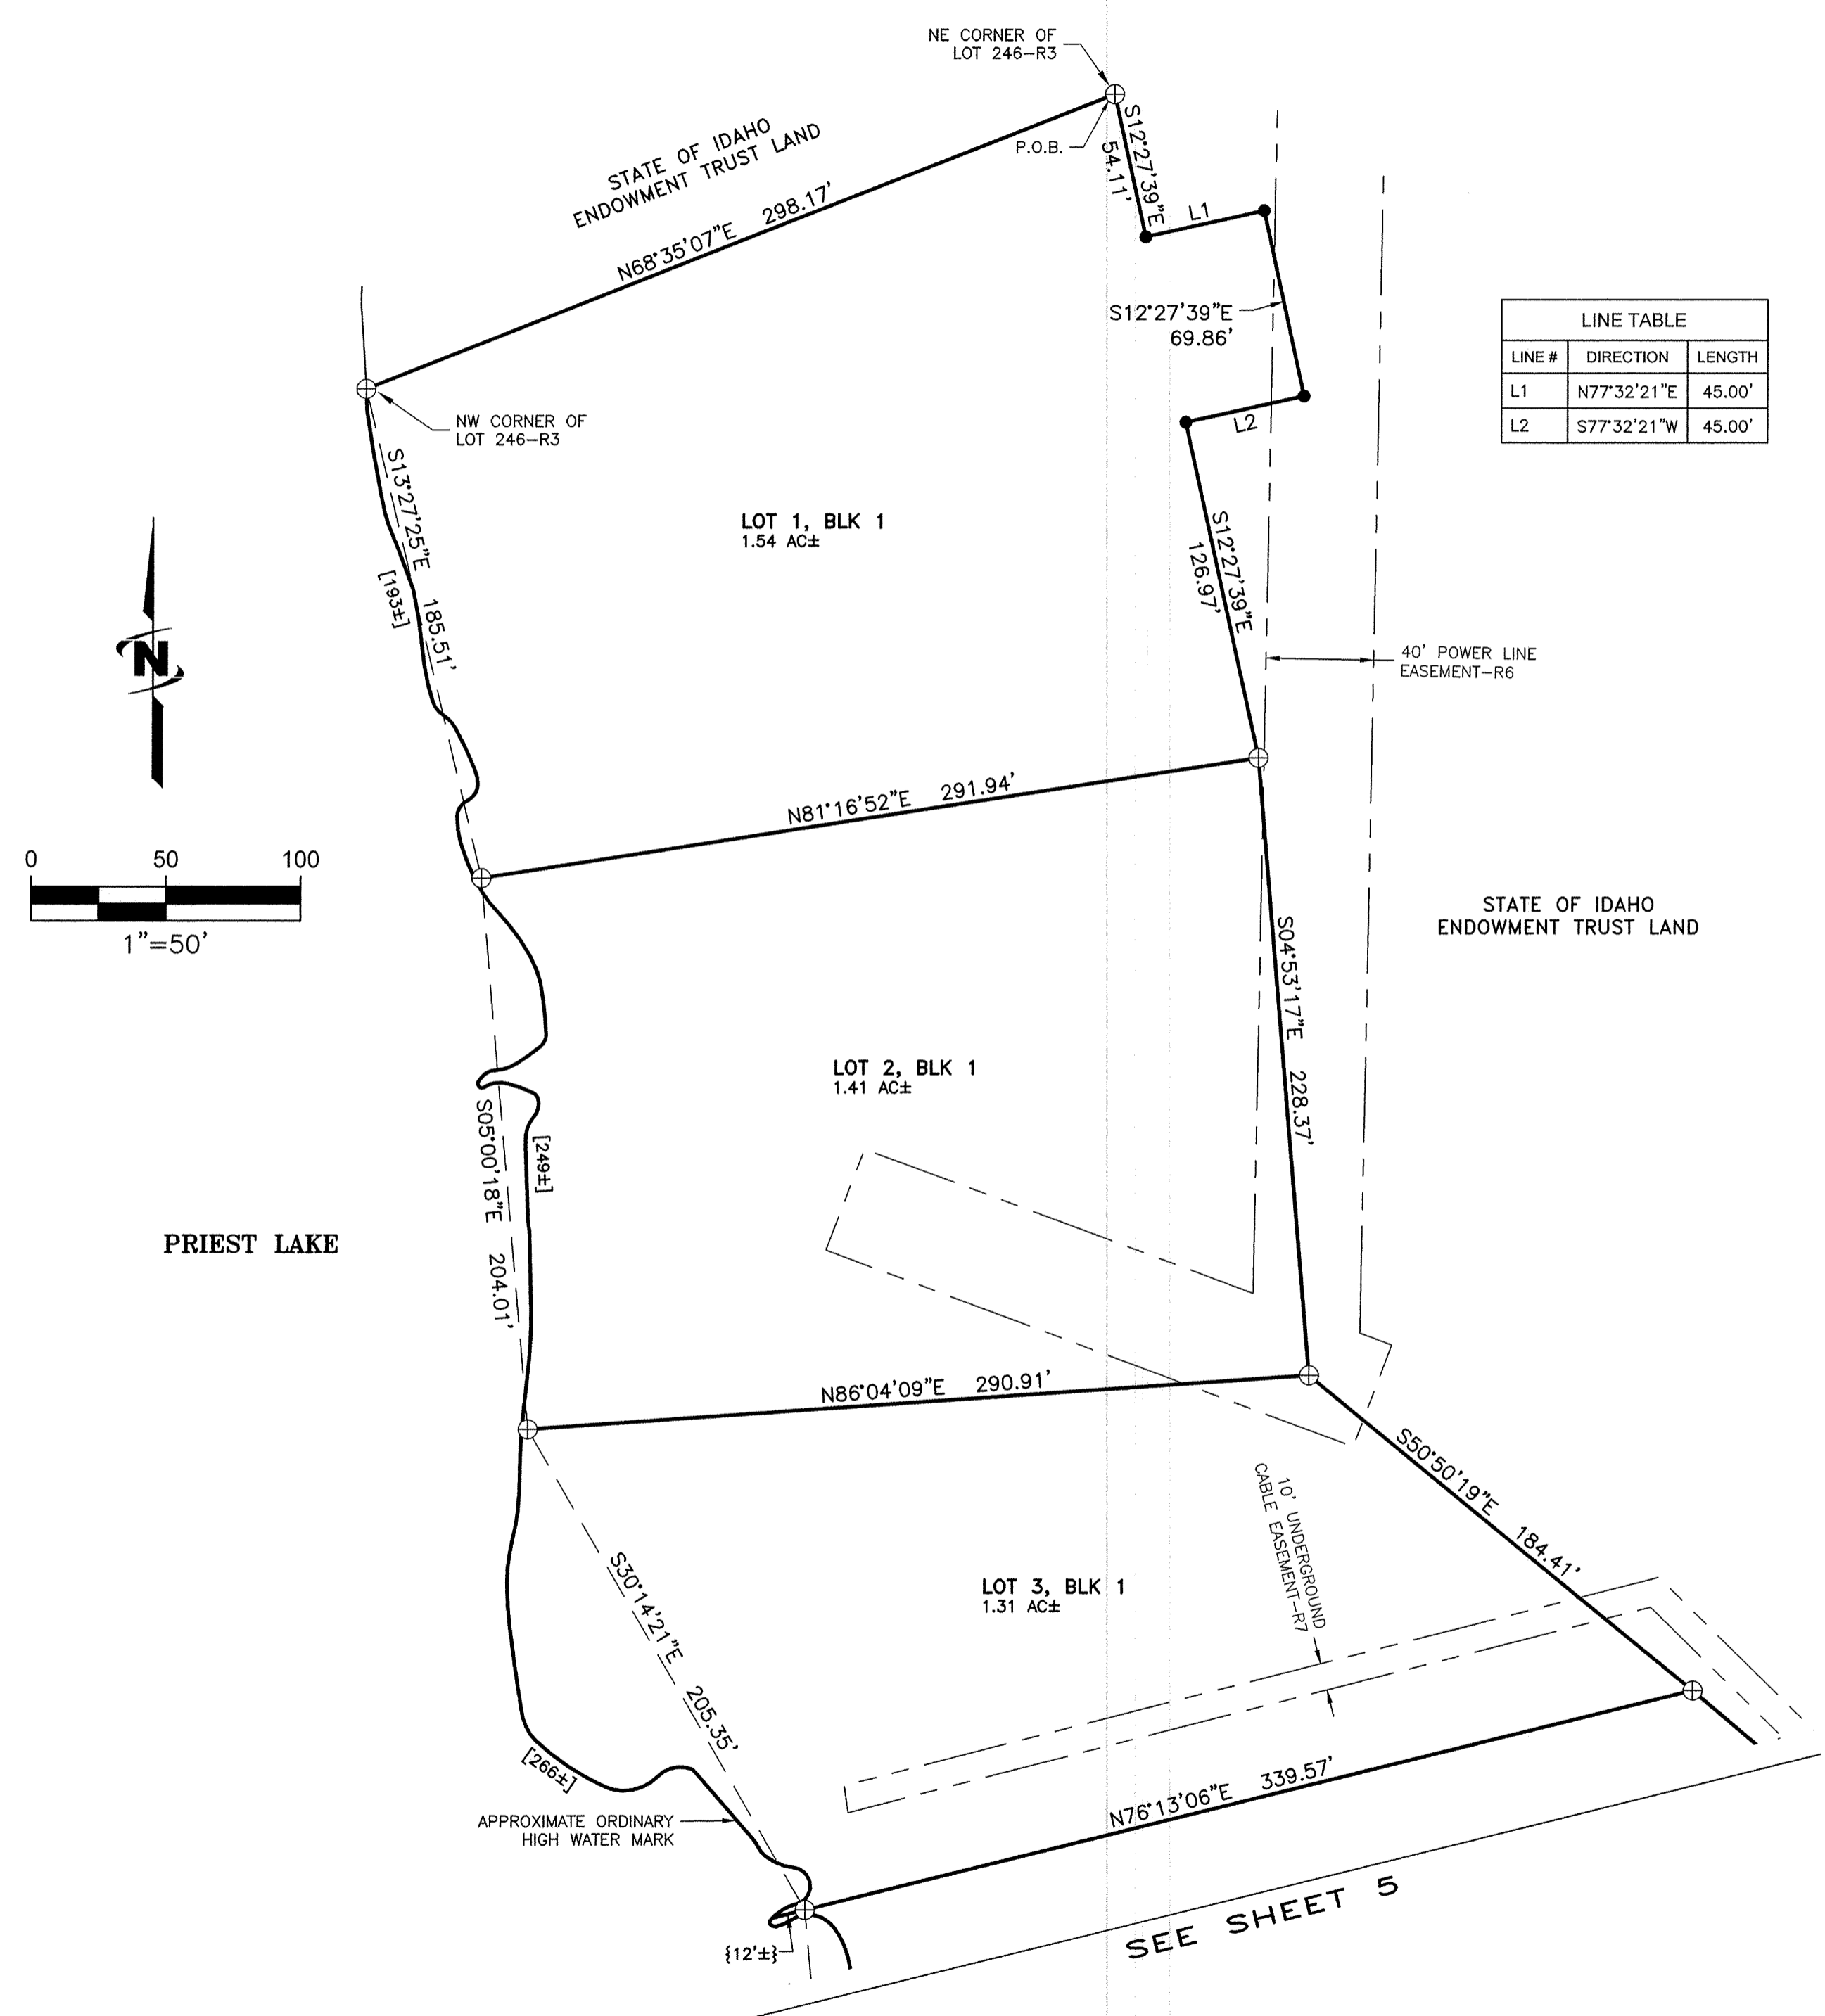 NE CORNER OF
LOT 246-R3
P.O.B.
S12°27'39"E
54.11'
STATE OF IDAHO
ENDOWMENT TRUST LAND
N68°35'07"E 298.17'
L1
S12°27'39"E
69.86'
L2
LINE TABLE
LINE # DIRECTION LENGTH
L1 N77°32'21"E 45.00'
L2 S77°32'21"W 45.00'
NW CORNER OF
LOT 246-R3
S13°27'25"E 185.51'
[193±]
LOT 1, BLK 1
1.54 AC±
S12°27'39"E
126.97'
40' POWER LINE
EASEMENT-R6
N
N81°16'52"E 291.94'
0 50 100
1"=50'
STATE OF IDAHO
ENDOWMENT TRUST LAND
S04°53'17"E 228.37'
LOT 2, BLK 1
1.41 AC±
S05°00'18"E 204.01'
[249±]
PRIEST LAKE
N86°04'09"E 290.91'
S50°50'19"E 184.41'
10' UNDERGROUND
CABLE EASEMENT-R7
LOT 3, BLK 1
1.31 AC±
S30°14'21"E 205.35'
[266±]
APPROXIMATE ORDINARY
HIGH WATER MARK
N76°13'06"E 339.57'
{12'±}
SEE SHEET 5